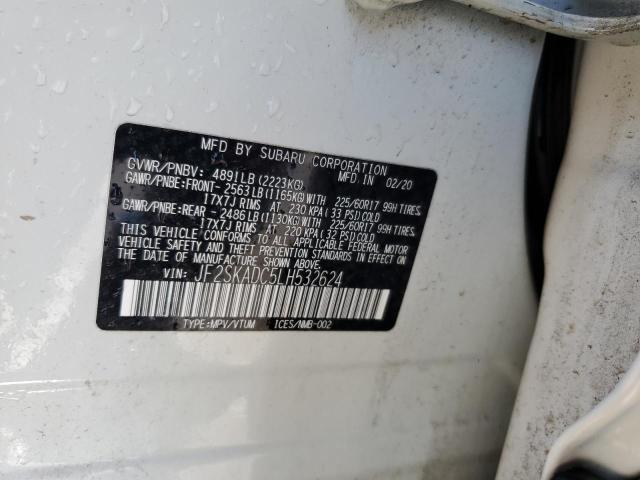 MFD BY SUBARU CORPORATION
GVWR/PNBV: 4891LB (2223KG) MFD IN 02/20
GAWR/PNBE:FRONT- 2563LB(1165KG)WITH 225/60R17 99H TIRES
17X7J RIMS AT 230 KPA(33 PSI)COLD
GAWR/PNBE:REAR - 2486LB(1130KG)WITH 225/60R17 99H TIRES
17X7J RIMS AT 220 KPA(32 PSI)COLD
THIS VEHICLE CONFORMS TO ALL APPLICABLE FEDERAL MOTOR
VEHICLE SAFETY AND THEFT PREVENTION STANDARDS IN EFFECT ON
THE DATE OF MANUFACTURE SHOWN ABOVE.
VIN: JF2SKADC5LH532624
TYPE:MPV/VTUM ICES/NMB-002